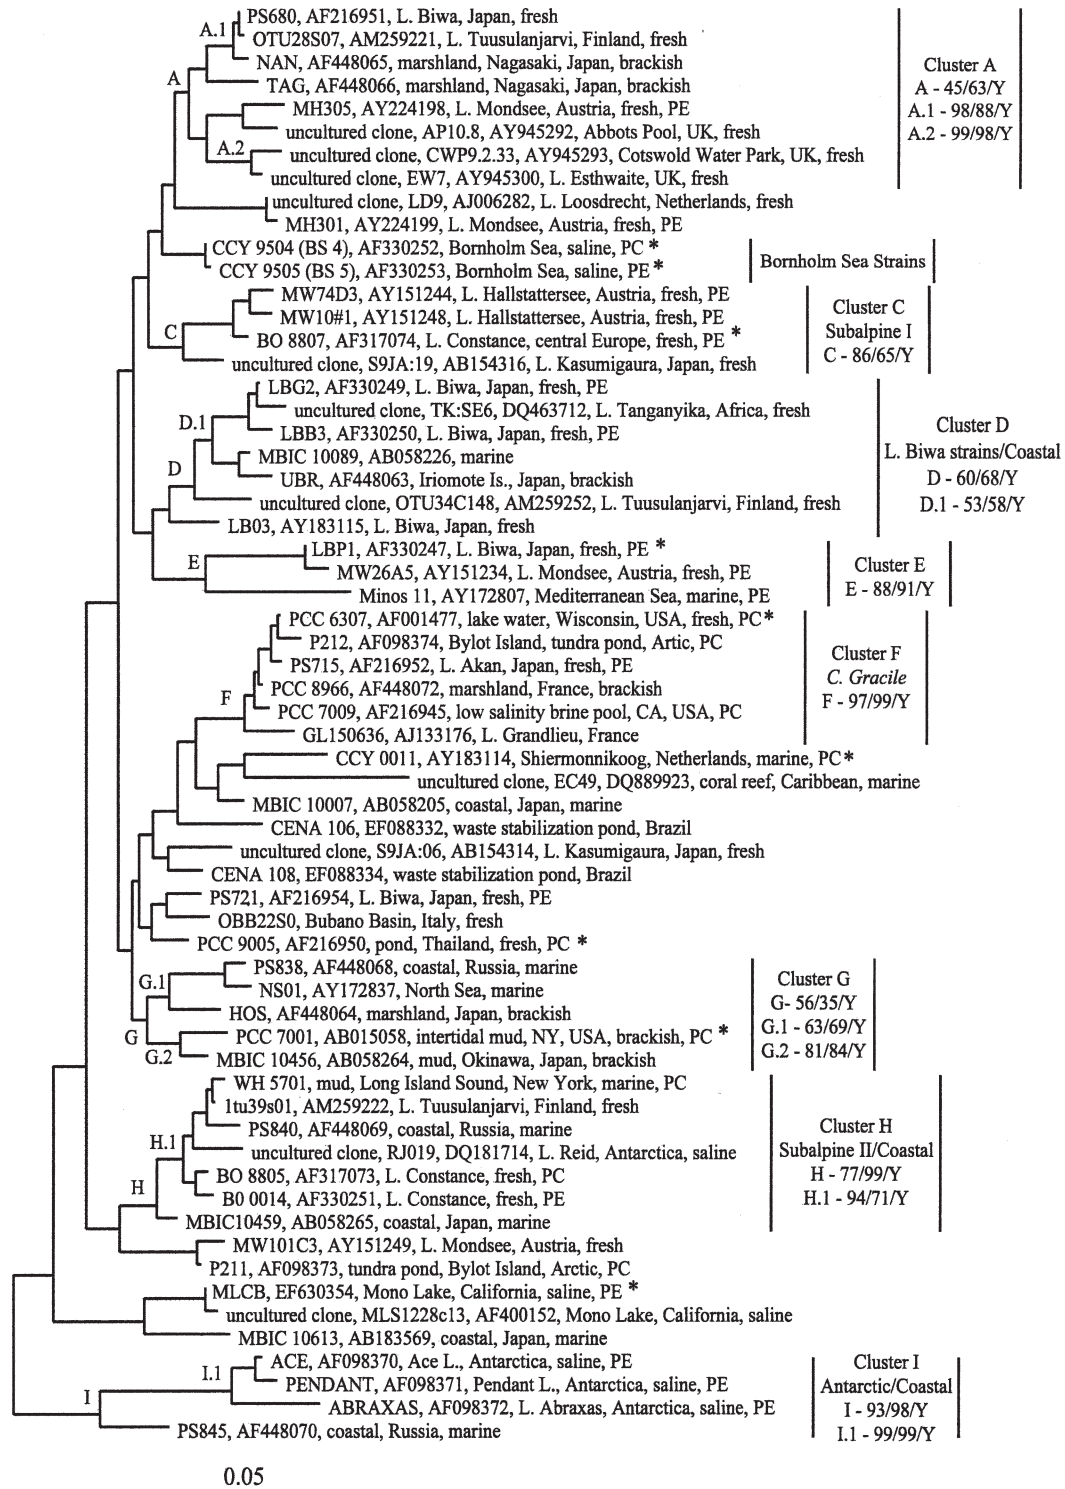 PS680, AF216951, L. Biwa, Japan, fresh
A.1
OTU28S07, AM259221, L. Tuusulanjarvi, Finland, fresh
NAN, AF448065, marshland, Nagasaki, Japan, brackish
A
TAG, AF448066, marshland, Nagasaki, Japan, brackish
MH305, AY224198, L. Mondsee, Austria, fresh, PE
uncultured clone, AP10.8, AY945292, Abbots Pool, UK, fresh
A.2
uncultured clone, CWP9.2.33, AY945293, Cotswold Water Park, UK, fresh
uncultured clone, EW7, AY945300, L. Esthwaite, UK, fresh
Cluster A
A - 45/63/Y
A.1 - 98/88/Y
A.2 - 99/98/Y
uncultured clone, LD9, AJ006282, L. Loosdrecht, Netherlands, fresh
MH301, AY224199, L. Mondsee, Austria, fresh, PE
CCY 9504 (BS 4), AF330252, Bornholm Sea, saline, PC *
CCY 9505 (BS 5), AF330253, Bornholm Sea, saline, PE *
Bornholm Sea Strains
MW74D3, AY151244, L. Hallstattersee, Austria, fresh, PE
MW10#1, AY151248, L. Hallstattersee, Austria, fresh, PE
C
BO 8807, AF317074, L. Constance, central Europe, fresh, PE *
uncultured clone, S9JA:19, AB154316, L. Kasumigaura, Japan, fresh
Cluster C
Subalpine I
C - 86/65/Y
LBG2, AF330249, L. Biwa, Japan, fresh, PE
uncultured clone, TK:SE6, DQ463712, L. Tanganyika, Africa, fresh
D.1
LBB3, AF330250, L. Biwa, Japan, fresh, PE
MBIC 10089, AB058226, marine
D
UBR, AF448063, Iriomote Is., Japan, brackish
uncultured clone, OTU34C148, AM259252, L. Tuusulanjarvi, Finland, fresh
LB03, AY183115, L. Biwa, Japan, fresh
Cluster D
L. Biwa strains/Coastal
D - 60/68/Y
D.1 - 53/58/Y
LBP1, AF330247, L. Biwa, Japan, fresh, PE *
E
MW26A5, AY151234, L. Mondsee, Austria, fresh, PE
Minos 11, AY172807, Mediterranean Sea, marine, PE
Cluster E
E - 88/91/Y
PCC 6307, AF001477, lake water, Wisconsin, USA, fresh, PC*
P212, AF098374, Bylot Island, tundra pond, Artic, PC
PS715, AF216952, L. Akan, Japan, fresh, PE
F
PCC 8966, AF448072, marshland, France, brackish
PCC 7009, AF216945, low salinity brine pool, CA, USA, PC
GL150636, AJ133176, L. Grandlieu, France
Cluster F
C. Gracile
F - 97/99/Y
CCY 0011, AY183114, Shiermonnikoog, Netherlands, marine, PC*
uncultured clone, EC49, DQ889923, coral reef, Caribbean, marine
MBIC 10007, AB058205, coastal, Japan, marine
CENA 106, EF088332, waste stabilization pond, Brazil
uncultured clone, S9JA:06, AB154314, L. Kasumigaura, Japan, fresh
CENA 108, EF088334, waste stabilization pond, Brazil
PS721, AF216954, L. Biwa, Japan, fresh, PE
OBB22S0, Bubano Basin, Italy, fresh
PCC 9005, AF216950, pond, Thailand, fresh, PC *
PS838, AF448068, coastal, Russia, marine
G.1
NS01, AY172837, North Sea, marine
HOS, AF448064, marshland, Japan, brackish
G
PCC 7001, AB015058, intertidal mud, NY, USA, brackish, PC *
G.2
MBIC 10456, AB058264, mud, Okinawa, Japan, brackish
Cluster G
G- 56/35/Y
G.1 - 63/69/Y
G.2 - 81/84/Y
WH 5701, mud, Long Island Sound, New York, marine, PC
1tu39s01, AM259222, L. Tuusulanjarvi, Finland, fresh
PS840, AF448069, coastal, Russia, marine
H.1
uncultured clone, RJ019, DQ181714, L. Reid, Antarctica, saline
BO 8805, AF317073, L. Constance, fresh, PC
H
B0 0014, AF330251, L. Constance, fresh, PE
MBIC10459, AB058265, coastal, Japan, marine
Cluster H
Subalpine II/Coastal
H - 77/99/Y
H.1 - 94/71/Y
MW101C3, AY151249, L. Mondsee, Austria, fresh
P211, AF098373, tundra pond, Bylot Island, Arctic, PC
MLCB, EF630354, Mono Lake, California, saline, PE *
uncultured clone, MLS1228c13, AF400152, Mono Lake, California, saline
MBIC 10613, AB183569, coastal, Japan, marine
ACE, AF098370, Ace L., Antarctica, saline, PE
I.1
PENDANT, AF098371, Pendant L., Antarctica, saline, PE
I
ABRAXAS, AF098372, L. Abraxas, Antarctica, saline, PE
PS845, AF448070, coastal, Russia, marine
Cluster I
Antarctic/Coastal
I - 93/98/Y
I.1 - 99/99/Y
0.05